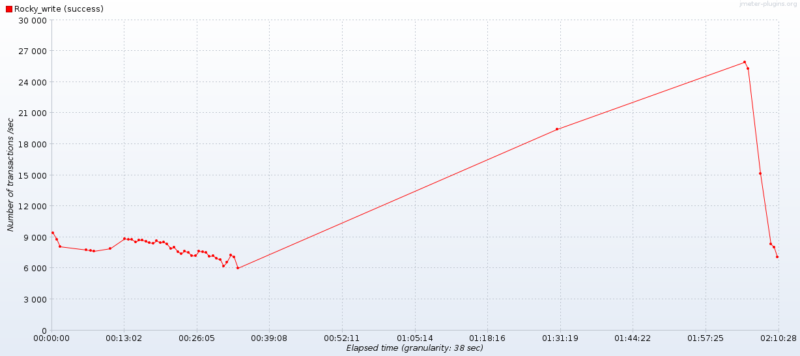 jmeter-plugins.org
Rocky_write (success)
30 000
27 000
24 000
21 000
18 000
15 000
12 000
9 000
6 000
3 000
0
Number of transactions /sec
00:00:00 00:13:02 00:26:05 00:39:08 00:52:11 01:05:14 01:18:16 01:31:19 01:44:22 01:57:25 02:10:28
Elapsed time (granularity: 38 sec)